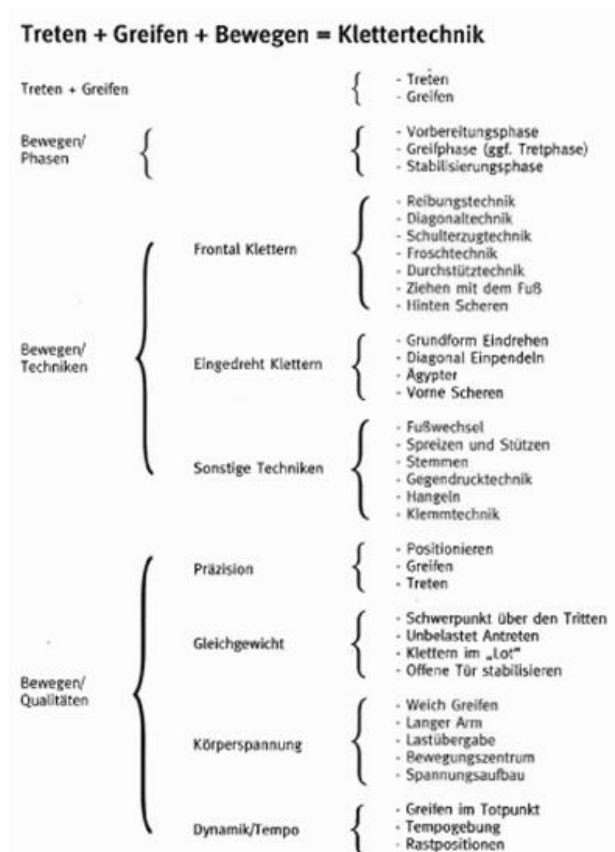 Treten + Greifen + Bewegen = Klettertechnik
Treten + Greifen
- Treten
- Greifen
Bewegen/
Phasen
- Vorbereitungsphase
- Greifphase (ggf. Tretphase)
- Stabilisierungsphase
Bewegen/
Techniken
Frontal Klettern
- Reibungstechnik
- Diagonaltechnik
- Schulterzugtechnik
- Froschtechnik
- Durchstütztechnik
- Ziehen mit dem Fuß
- Hinten Scheren
Eingedreht Klettern
- Grundform Eindrehen
- Diagonal Einpendeln
- Ägypter
- Vorne Scheren
Sonstige Techniken
- Fußwechsel
- Spreizen und Stützen
- Stemmen
- Gegendrucktechnik
- Hangeln
- Klemmtechnik
Bewegen/
Qualitäten
Präzision
- Positionieren
- Greifen
- Treten
Gleichgewicht
- Schwerpunkt über den Tritten
- Unbelastet Antreten
- Klettern im „Lot"
- Offene Tür stabilisieren
Körperspannung
- Weich Greifen
- Langer Arm
- Lastübergabe
- Bewegungszentrum
- Spannungsaufbau
Dynamik/Tempo
- Greifen im Totpunkt
- Tempogebung
- Rastpositionen